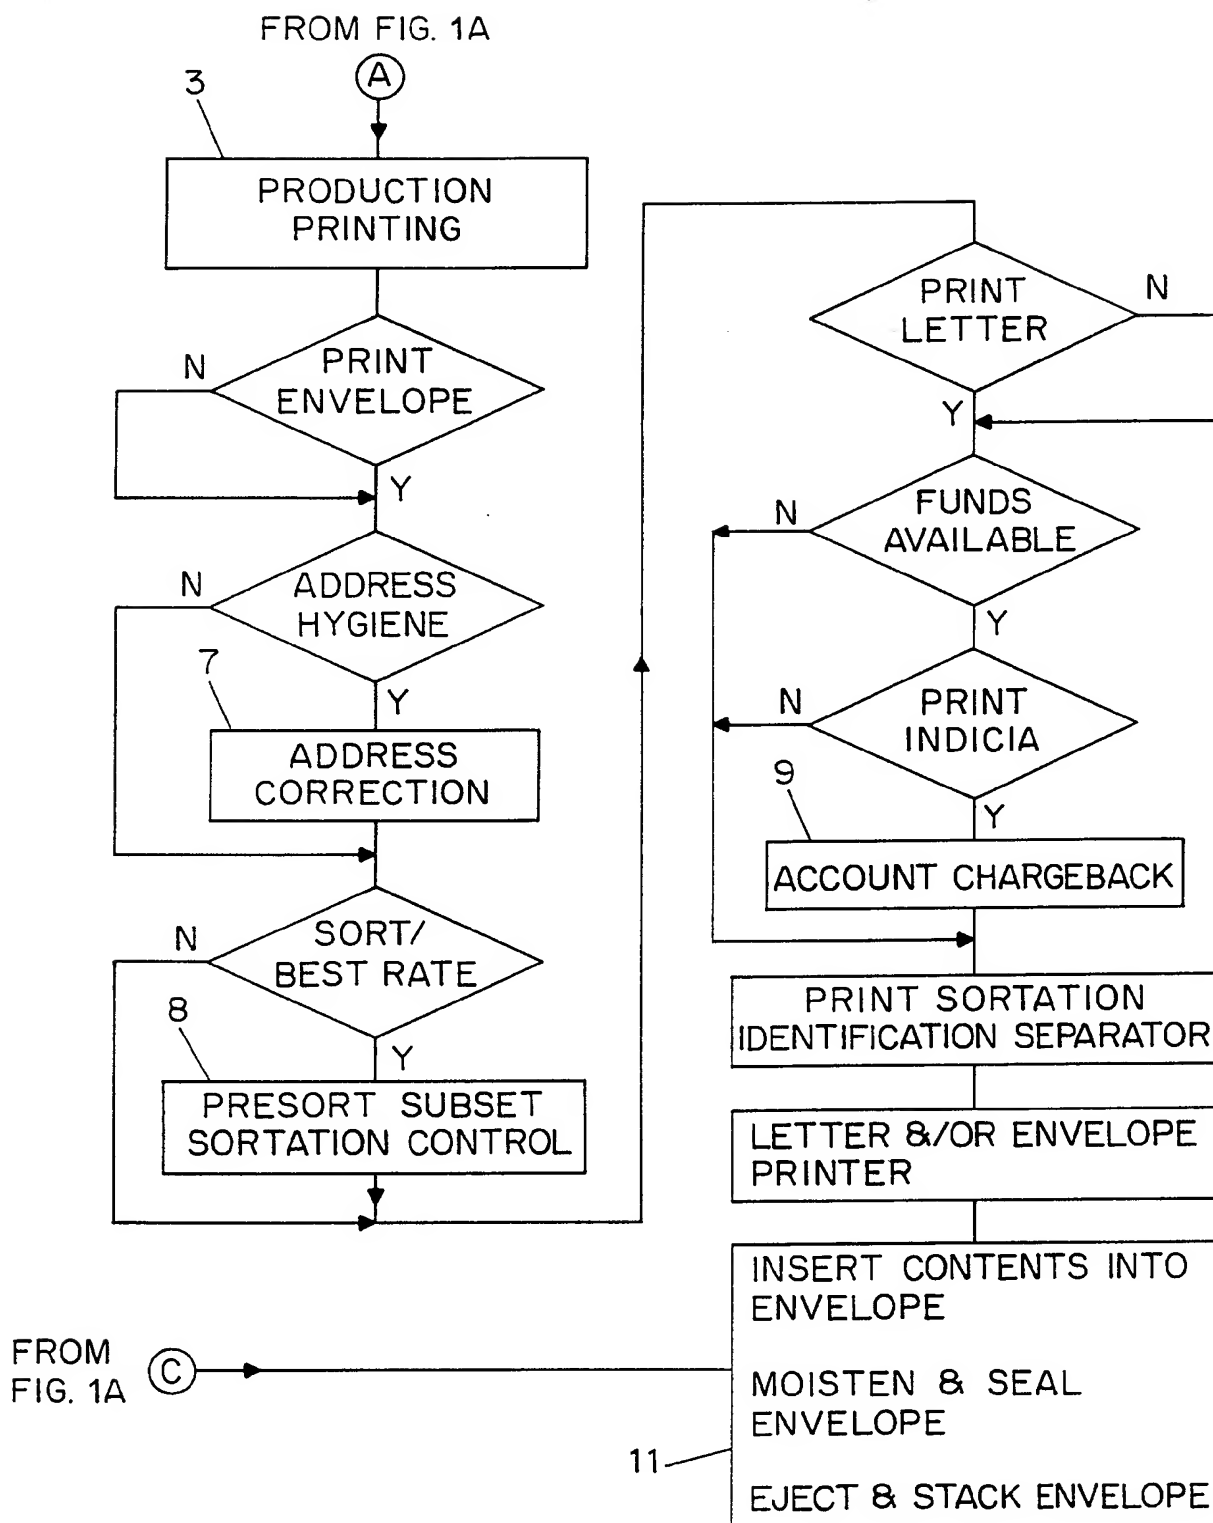 FROM FIG. 1A
A
3
PRODUCTION
PRINTING
N
PRINT
ENVELOPE
Y
N
ADDRESS
HYGIENE
7
Y
ADDRESS
CORRECTION
N
SORT/
BEST RATE
8
Y
PRESORT SUBSET
SORTATION CONTROL
PRINT
LETTER
N
Y
N
FUNDS
AVAILABLE
Y
N
PRINT
INDICIA
9
Y
ACCOUNT CHARGEBACK
PRINT SORTATION
IDENTIFICATION SEPARATOR
LETTER &/OR ENVELOPE
PRINTER
FROM
FIG. 1A
C
INSERT CONTENTS INTO
ENVELOPE
MOISTEN & SEAL
ENVELOPE
11
EJECT & STACK ENVELOPE